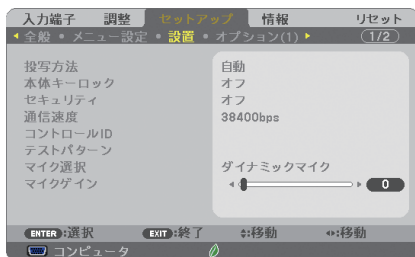 入力端子 調整 セットアップ 情報 リセット
全般 • メニュー設定 • 設置 • オプション(1) 1/2
投写方法 自動
本体キーロック オフ
セキュリティ オフ
通信速度 38400bps
コントロールID
テストパターン
マイク選択 ダイナミックマイク
マイクゲイン 0
ENTER:選択 EXIT:終了 :移動 :移動
コンピュータ